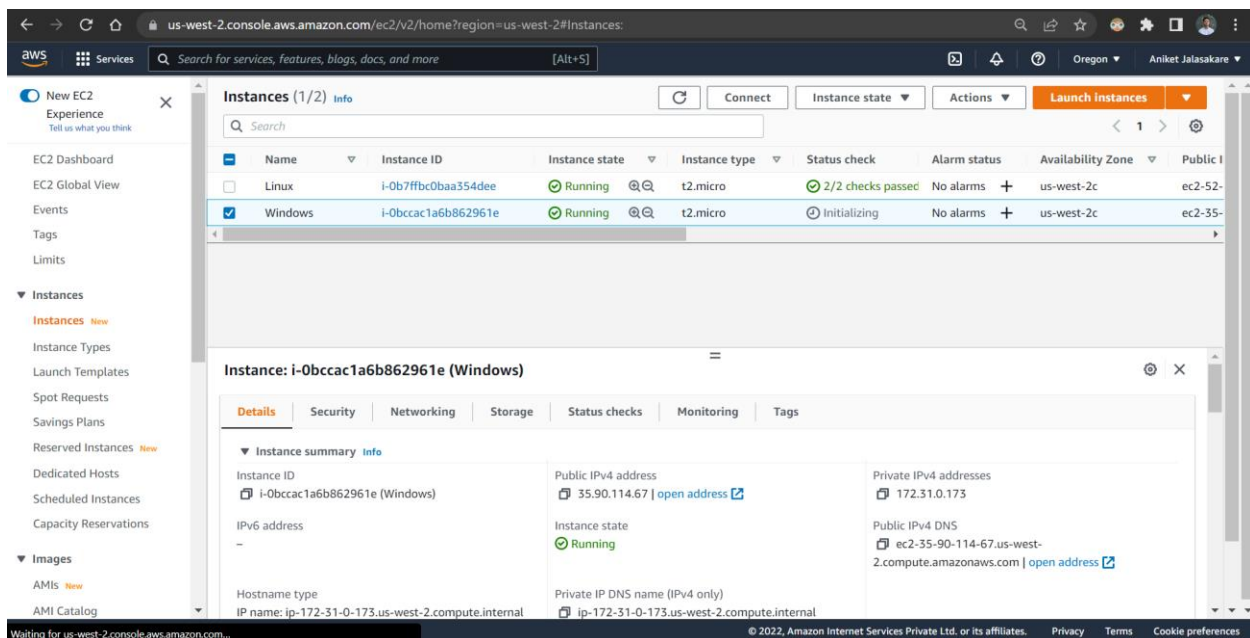 us-west-2.console.aws.amazon.com/ec2/v2/home?region=us-west-2#Instances:
aws Services Search for services, features, blogs, docs, and more [Alt+S] Oregon Aniket Jalasakare
New EC2 Experience
Tell us what you think
EC2 Dashboard
EC2 Global View
Events
Tags
Limits
Instances
Instances New
Instance Types
Launch Templates
Spot Requests
Savings Plans
Reserved Instances New
Dedicated Hosts
Scheduled Instances
Capacity Reservations
Images
AMIs New
AMI Catalog
Instances (1/2) Info Connect Instance state Actions Launch instances
Search 1
Name Instance ID Instance state Instance type Status check Alarm status Availability Zone Public I
Linux i-0b7ffbc0baa354dee Running t2.micro 2/2 checks passed No alarms + us-west-2c ec2-52-
Windows i-0bccac1a6b862961e Running t2.micro Initializing No alarms + us-west-2c ec2-35-
Instance: i-0bccac1a6b862961e (Windows)
Details Security Networking Storage Status checks Monitoring Tags
Instance summary Info
Instance ID
i-0bccac1a6b862961e (Windows)
Public IPv4 address
35.90.114.67 | open address
Private IPv4 addresses
172.31.0.173
IPv6 address
–
Instance state
Running
Public IPv4 DNS
ec2-35-90-114-67.us-west-
2.compute.amazonaws.com | open address
Hostname type
IP name: ip-172-31-0-173.us-west-2.compute.internal
Private IP DNS name (IPv4 only)
ip-172-31-0-173.us-west-2.compute.internal
Waiting for us-west-2.console.aws.amazon.com...
© 2022, Amazon Internet Services Private Ltd. or its affiliates. Privacy Terms Cookie preferences